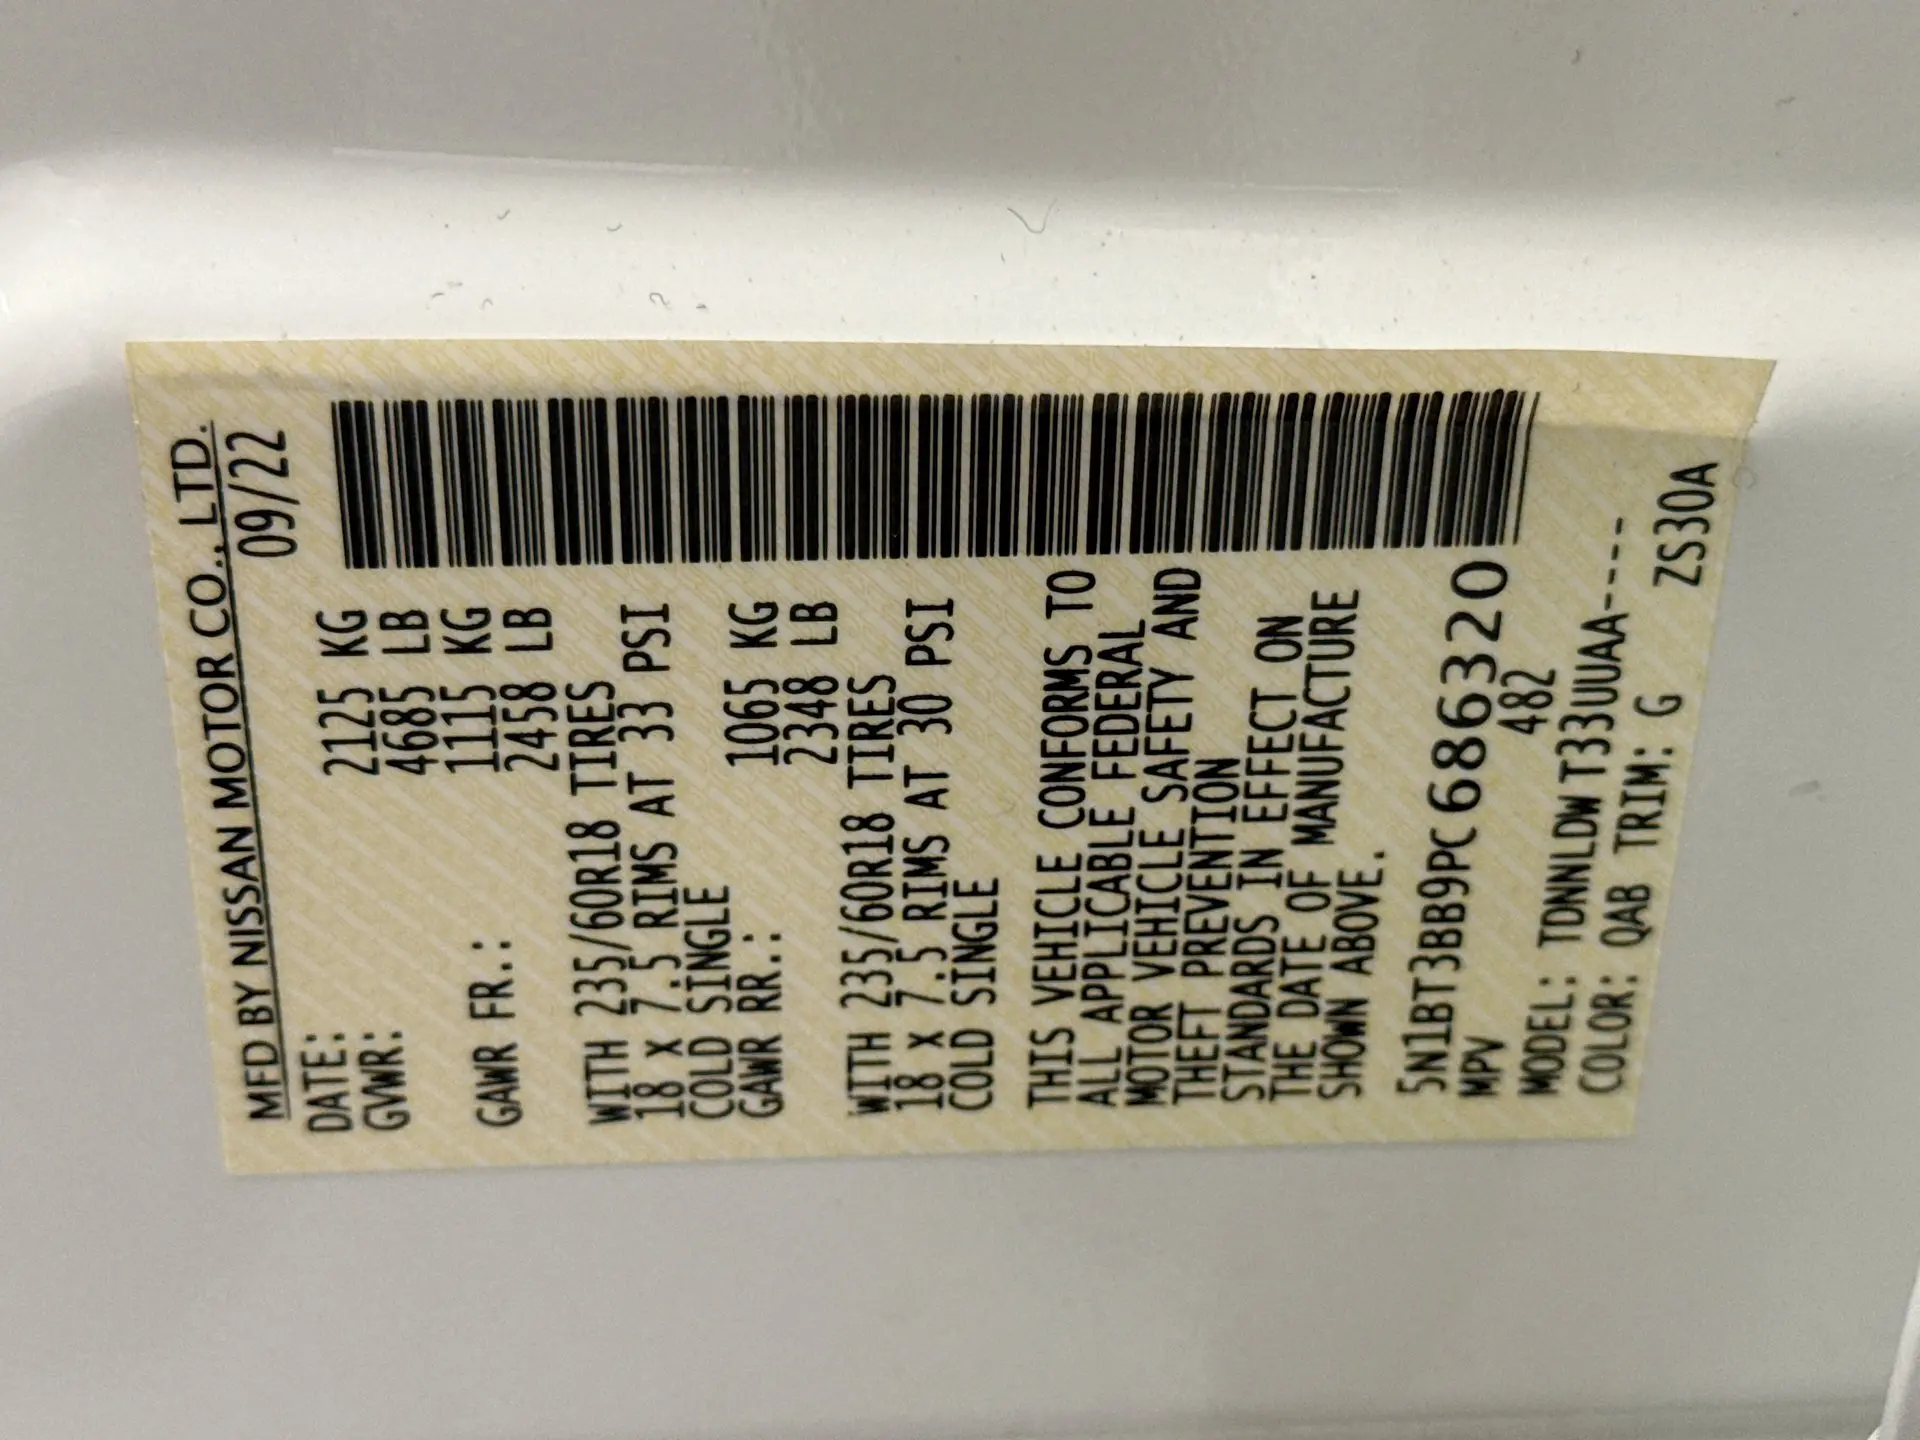 MFD BY NISSAN MOTOR CO., LTD.
DATE: 09/22
GVWR: 2125 KG
4685 LB
GAWR FR.: 1115 KG
2458 LB
WITH 235/60R18 TIRES
18 X 7.5 RIMS AT 33 PSI
COLD SINGLE
GAWR RR.: 1065 KG
2348 LB
WITH 235/60R18 TIRES
18 X 7.5 RIMS AT 30 PSI
COLD SINGLE
THIS VEHICLE CONFORMS TO
ALL APPLICABLE FEDERAL
MOTOR VEHICLE SAFETY AND
THEFT PREVENTION
STANDARDS IN EFFECT ON
THE DATE OF MANUFACTURE
SHOWN ABOVE.
5N1BT3BB9PC686320
MPV 482
MODEL: TDNNLDW T33UUAA----
COLOR: QAB TRIM: G ZS30A